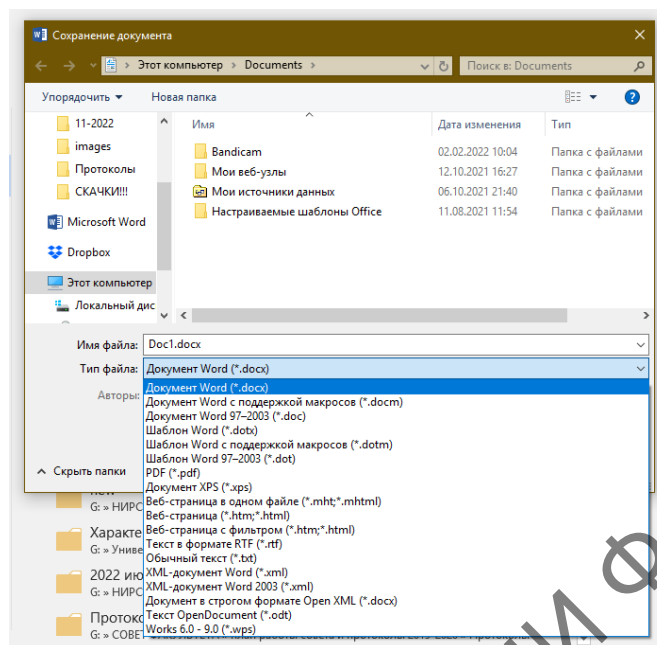 Сохранение документа
Этот компьютер > Documents >
Поиск в: Documents
Упорядочить
Новая папка
11-2022
images
Протоколы
СКАЧКИ!!!
Microsoft Word
Dropbox
Этот компьютер
Локальный дис
Имя
Дата изменения
Тип
Bandicam 02.02.2022 10:04 Папка с файлами
Мои веб-узлы 12.10.2021 16:27 Папка с файлами
Мои источники данных 06.10.2021 21:40 Папка с файлами
Настраиваемые шаблоны Office 11.08.2021 11:54 Папка с файлами
Имя файла: Doc1.docx
Тип файла: Документ Word (*.docx)
Авторы:
Документ Word (*.docx)
Документ Word с поддержкой макросов (*.docm)
Документ Word 97–2003 (*.doc)
Шаблон Word (*.dotx)
Шаблон Word с поддержкой макросов (*.dotm)
Шаблон Word 97–2003 (*.dot)
PDF (*.pdf)
Документ XPS (*.xps)
Веб-страница в одном файле (*.mht;*.mhtml)
Веб-страница (*.htm;*.html)
Веб-страница с фильтром (*.htm;*.html)
Текст в формате RTF (*.rtf)
Обычный текст (*.txt)
XML-документ Word (*.xml)
XML-документ Word 2003 (*.xml)
Документ в строгом формате Open XML (*.docx)
Текст OpenDocument (*.odt)
Works 6.0 - 9.0 (*.wps)
Скрыть папки
G: » НИРС
Характе
G: » Униве
2022 ию
G: » НИРС
Протоко
G: » СОВЕ